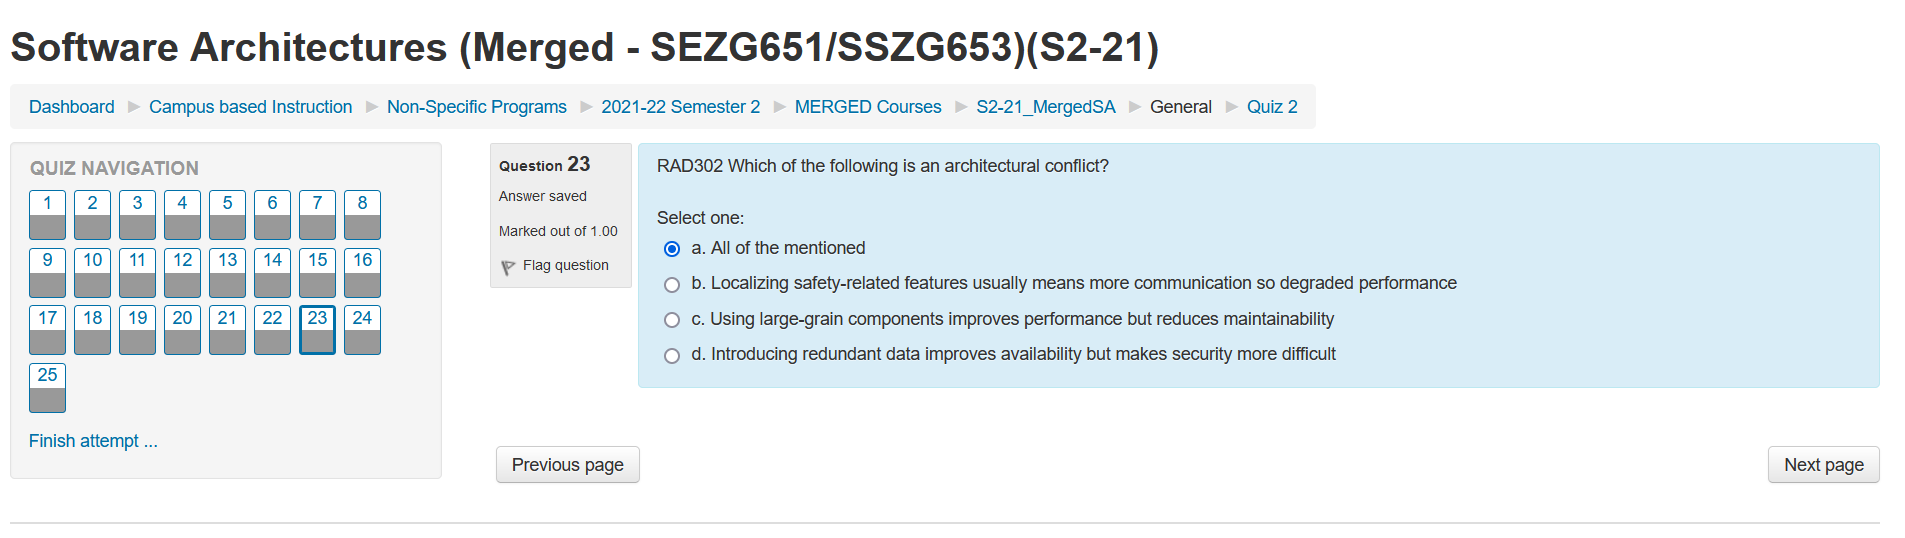 Software Architectures (Merged - SEZG651/SSZG653)(S2-21)
Dashboard ► Campus based Instruction ► Non-Specific Programs ► 2021-22 Semester 2 ► MERGED Courses ► S2-21_MergedSA ► General ► Quiz 2
QUIZ NAVIGATION
1 2 3 4 5 6 7 8
9 10 11 12 13 14 15 16
17 18 19 20 21 22 23 24
25
Finish attempt ...
Question 23
Answer saved
Marked out of 1.00
Flag question
RAD302 Which of the following is an architectural conflict?
Select one:
a. All of the mentioned
b. Localizing safety-related features usually means more communication so degraded performance
c. Using large-grain components improves performance but reduces maintainability
d. Introducing redundant data improves availability but makes security more difficult
Previous page
Next page